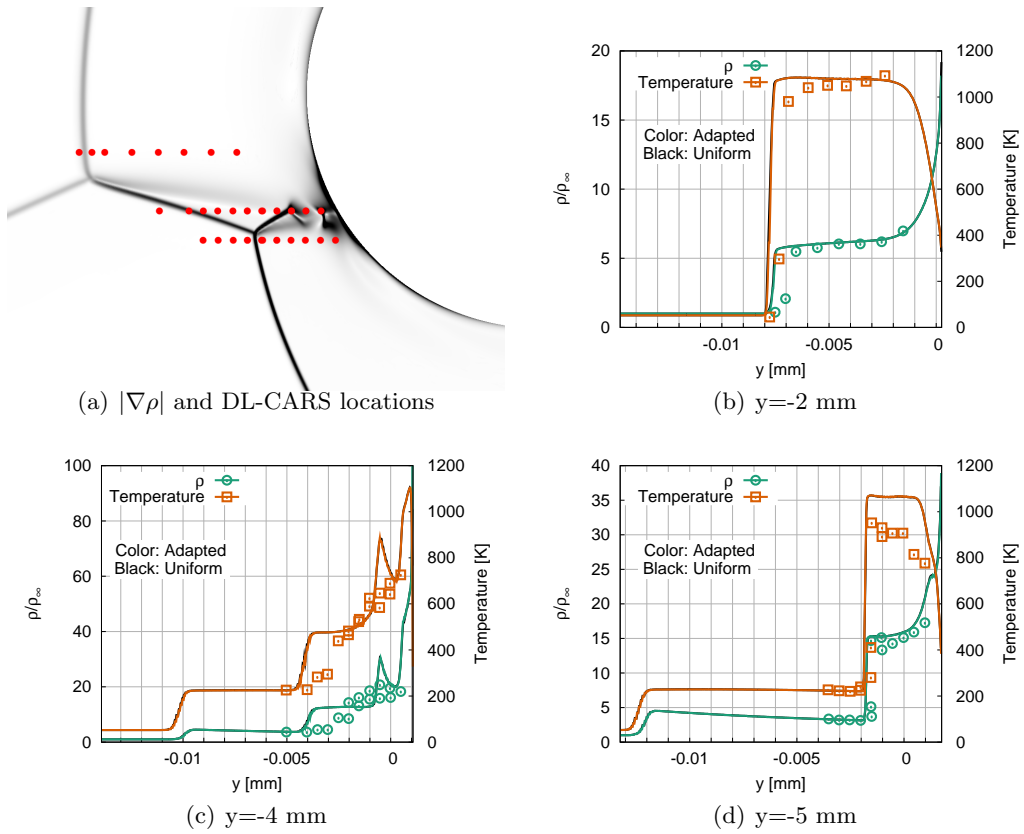 (a) |∇ρ| and DL-CARS locations
20
15
10
5
0
ρ/ρ∞
1200
1000
800
600
400
200
0
Temperature [K]
ρ
Temperature
Color: Adapted
Black: Uniform
-0.01
-0.005
0
y [mm]
(b) y=-2 mm
100
80
60
40
20
0
ρ/ρ∞
1200
1000
800
600
400
200
0
Temperature [K]
ρ
Temperature
Color: Adapted
Black: Uniform
-0.01
-0.005
0
y [mm]
(c) y=-4 mm
40
35
30
25
20
15
10
5
0
ρ/ρ∞
1200
1000
800
600
400
200
0
Temperature [K]
ρ
Temperature
Color: Adapted
Black: Uniform
-0.01
-0.005
0
y [mm]
(d) y=-5 mm